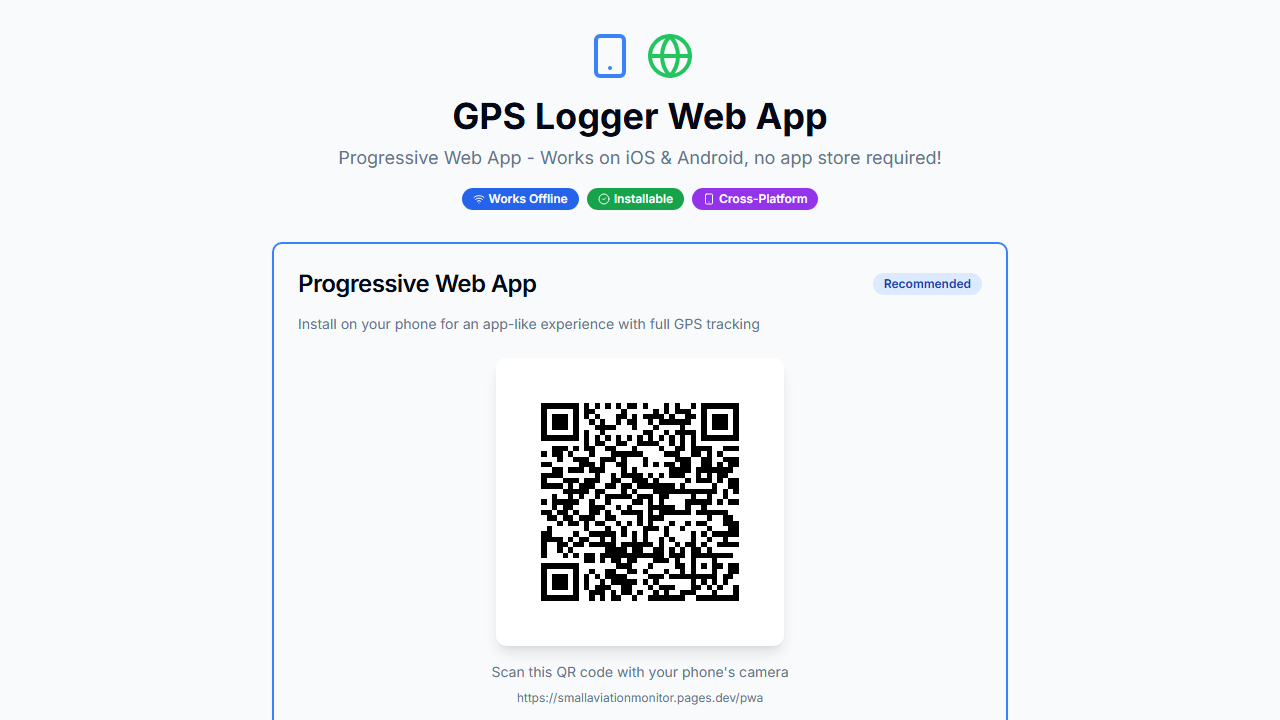 GPS Logger Web App
Progressive Web App - Works on iOS & Android, no app store required!
Works Offline
Installable
Cross-Platform
Progressive Web App
Recommended
Install on your phone for an app-like experience with full GPS tracking
Scan this QR code with your phone's camera
https://smallaviationmonitor.pages.dev/pwa